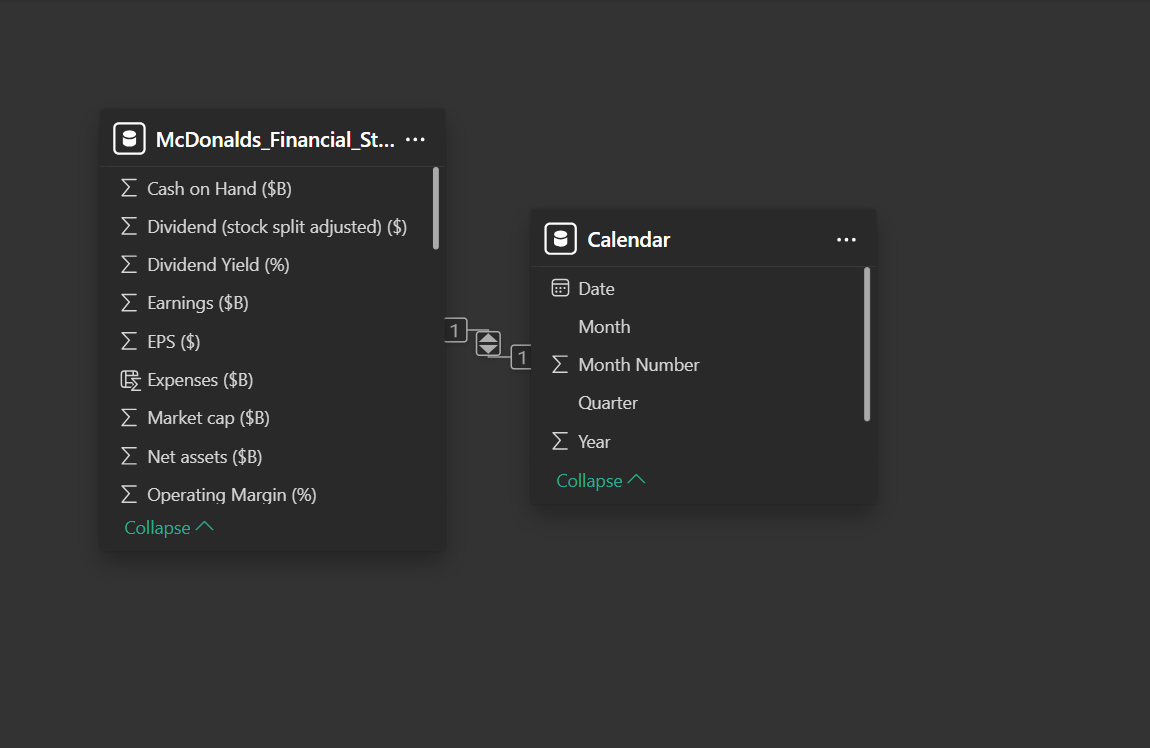 McDonalds_Financial_St...
Cash on Hand ($B)
Dividend (stock split adjusted) ($)
Dividend Yield (%)
Earnings ($B)
EPS ($)
Expenses ($B)
Market cap ($B)
Net assets ($B)
Operating Margin (%)
Collapse
1
1
Calendar
Date
Month
Month Number
Quarter
Year
Collapse